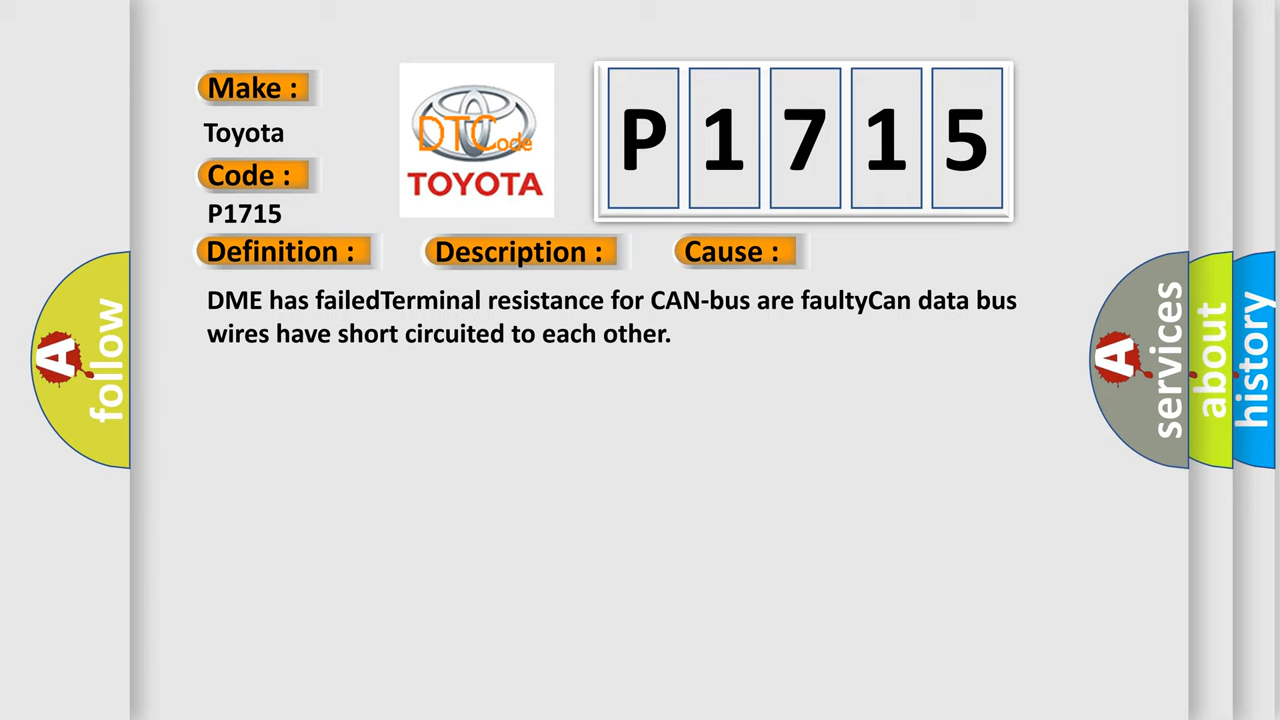 Make :
Toyota
Code :
P1715
DTCode
TOYOTA
P 1 7 1 5
Definition :
Description :
Cause :
DME has failedTerminal resistance for CAN-bus are faultyCan data bus
wires have short circuited to each other.
A
follow
A
services
about
history